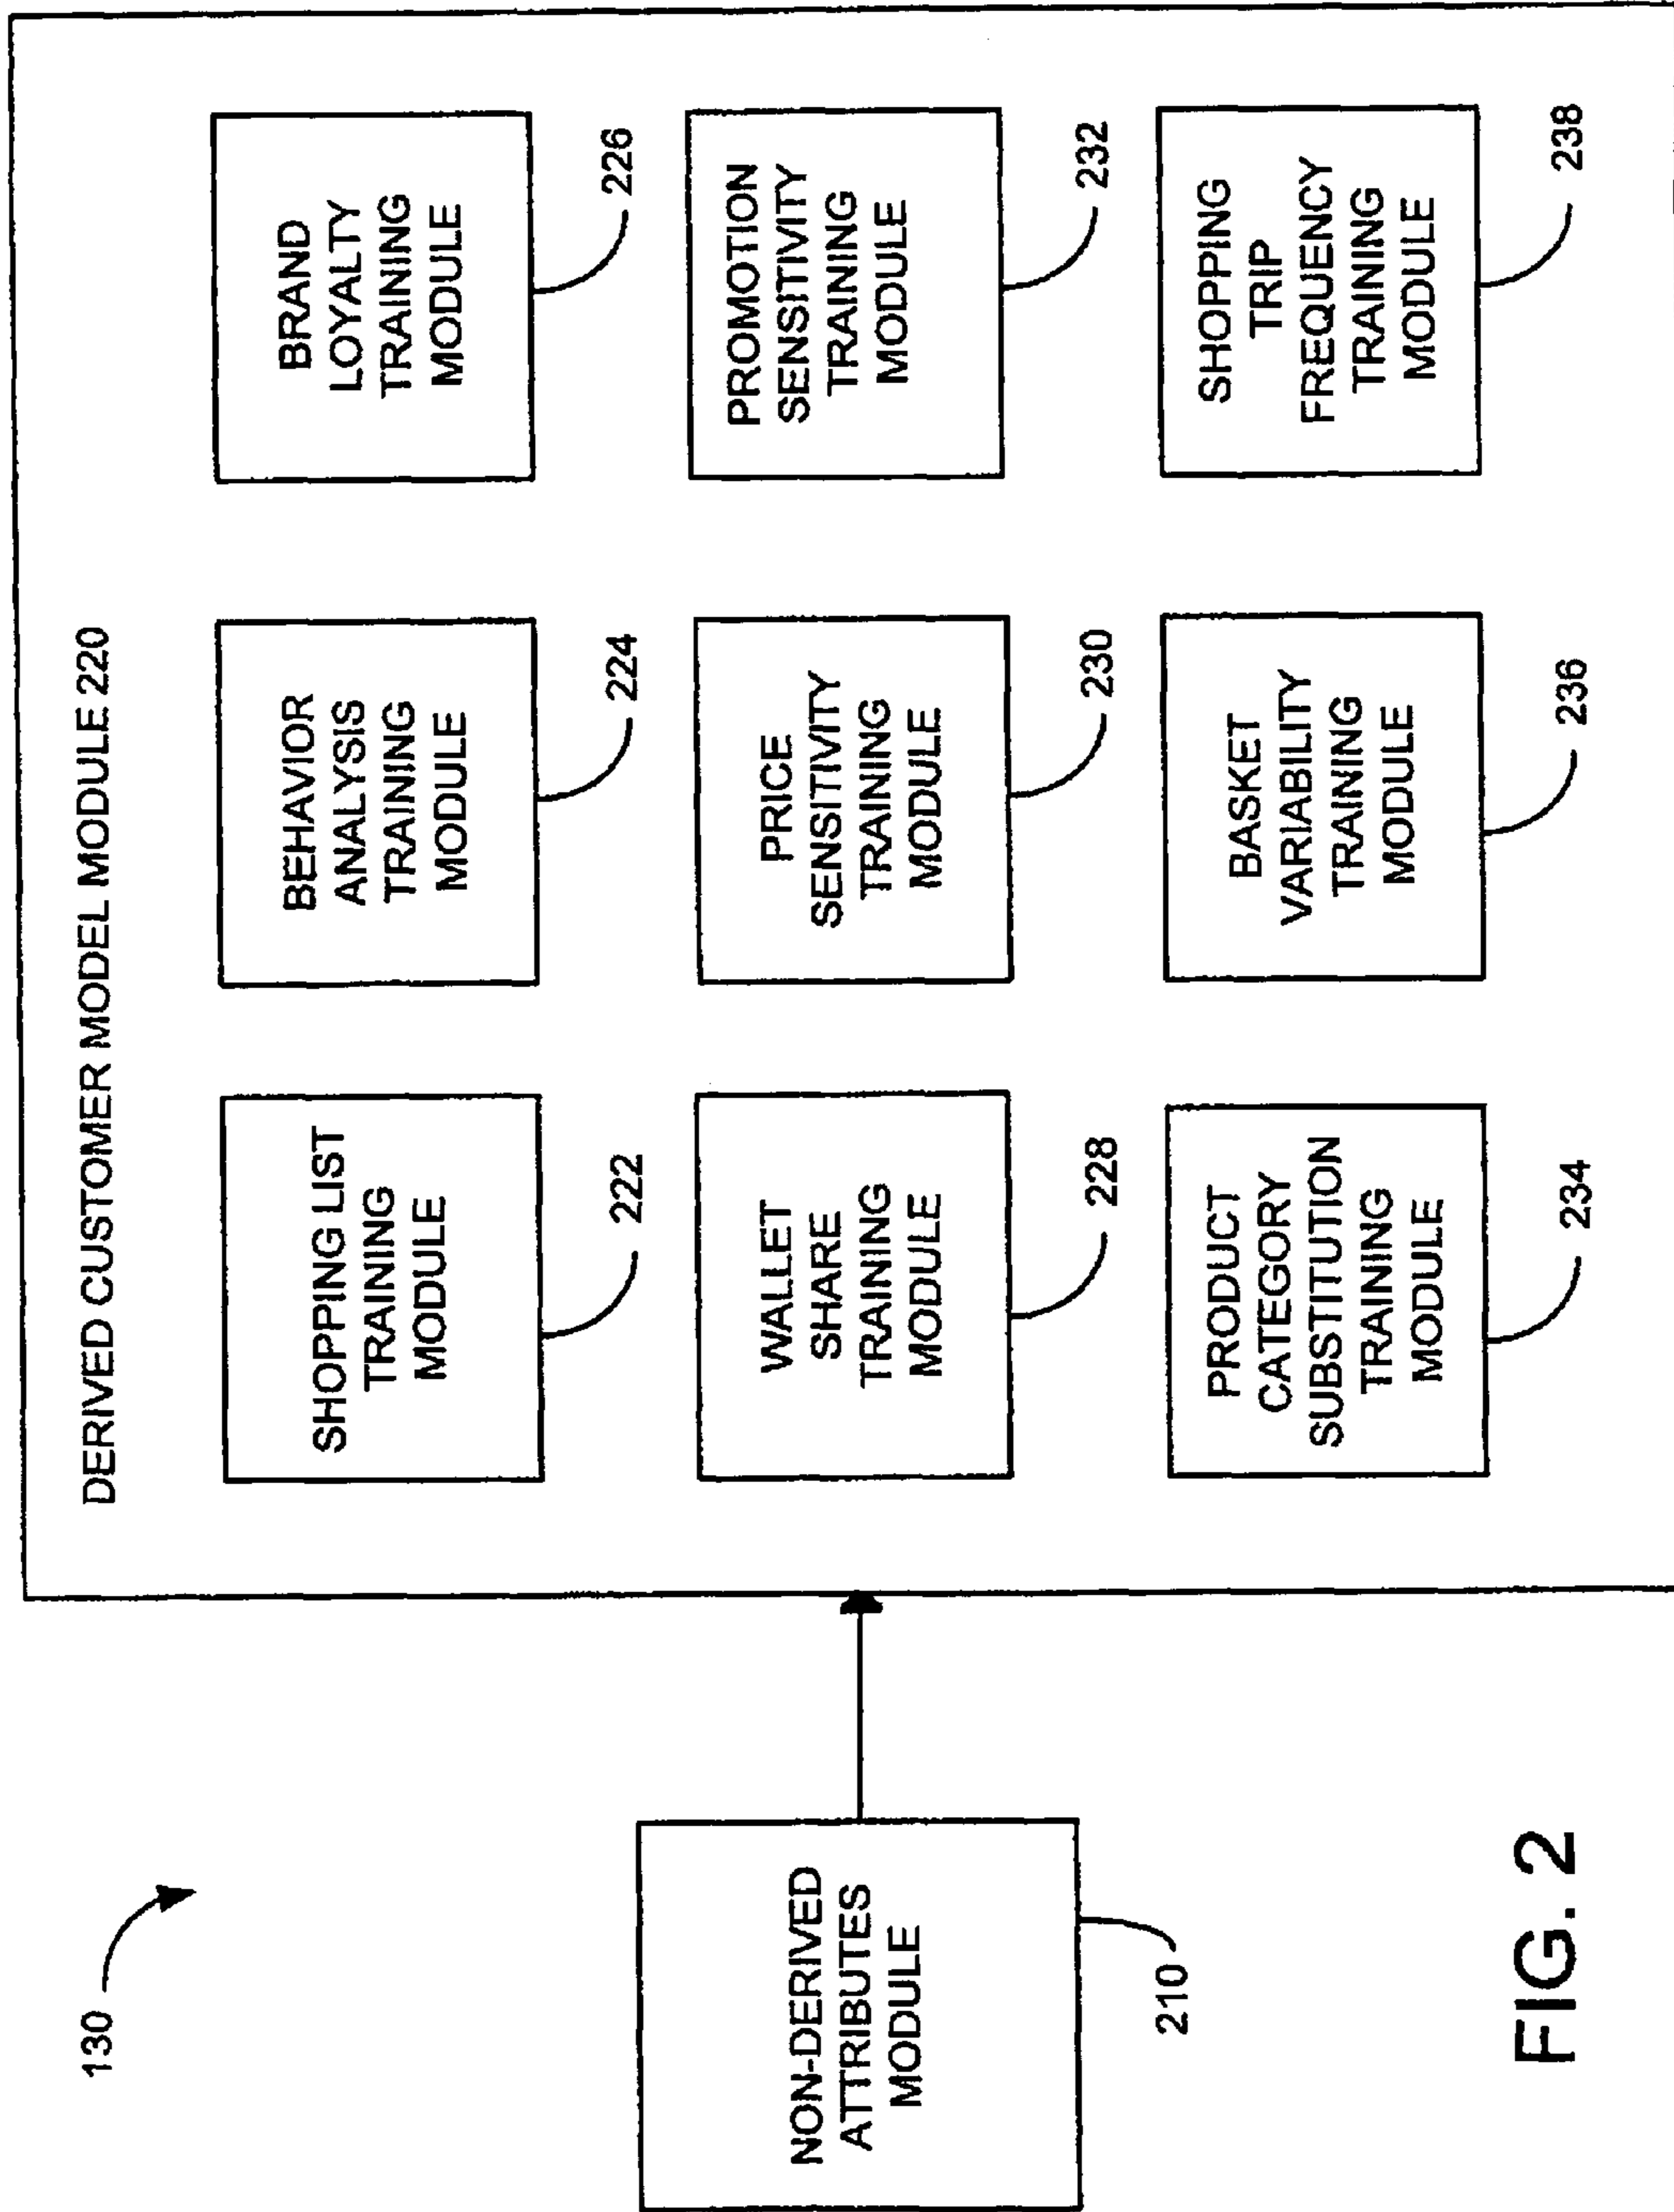 130
DERIVED CUSTOMER MODEL MODULE 220
NON-DERIVED
ATTRIBUTES
MODULE
210
SHOPPING LIST
TRAINING
MODULE
222
BEHAVIOR
ANALYSIS
TRAINING
MODULE
224
BRAND
LOYALTY
TRAINING
MODULE
226
WALLET
SHARE
TRAINING
MODULE
228
PRICE
SENSITIVITY
TRAINING
MODULE
230
PROMOTION
SENSITIVITY
TRAINING
MODULE
232
PRODUCT
CATEGORY
SUBSTITUTION
TRAINING
MODULE
234
BASKET
VARIABILITY
TRAINING
MODULE
236
SHOPPING
TRIP
FREQUENCY
TRAINING
MODULE
238
FIG. 2